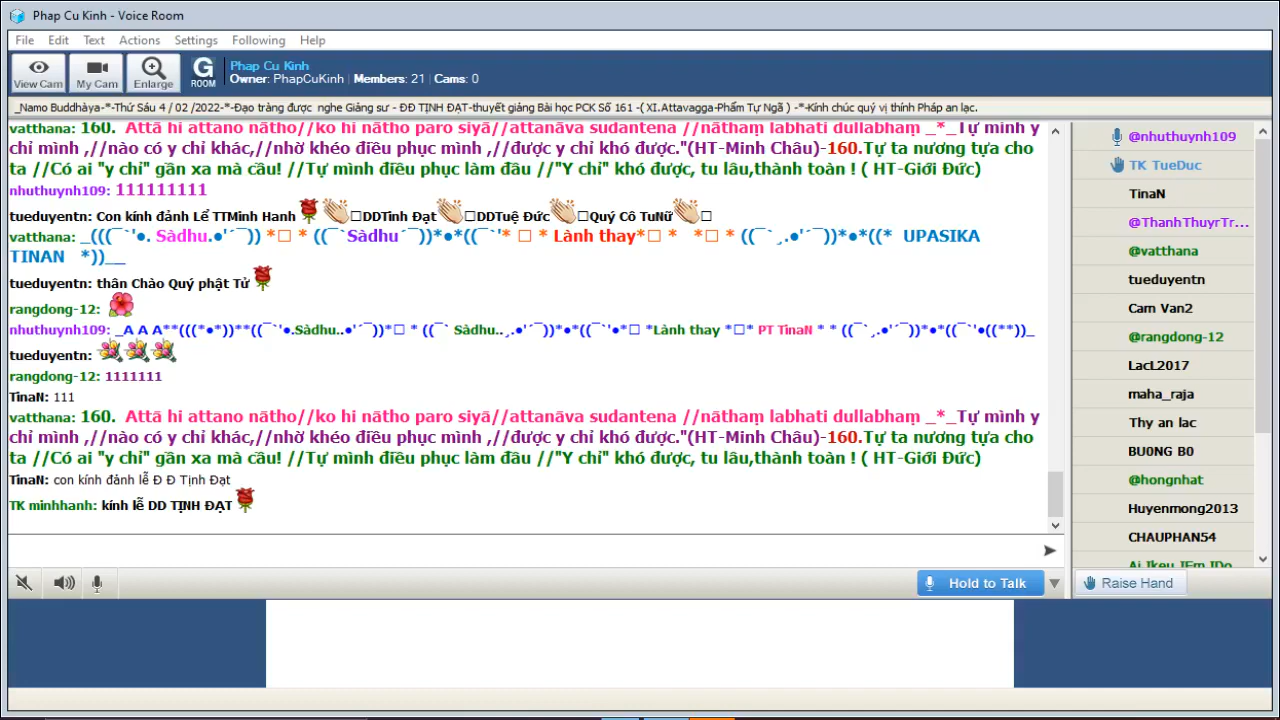 Phap Cu Kinh - Voice Room
File Edit Text Actions Settings Following Help
View Cam My Cam Enlarge G ROOM
Phap Cu Kinh
Owner: PhapCuKinh Members: 21 Cams: 0
_Namo Buddhàya-*-Thứ Sáu 4 / 02 /2022-*-Đạo tràng được nghe Giảng sư - ĐĐ TỊNH ĐẠT-thuyết giảng Bài học PCK Số 161 -( XI.Attavagga-Phẩm Tự Ngã ) -*-Kính chúc quý vị thính Pháp an lạc.
vatthana: 160. Attā hi attano nātho//ko hi nātho paro siyā//attanāva sudantena //nāthaṃ labhati dullabhaṃ _*_Tự mình y
chỉ mình ,//nào có y chỉ khác,//nhờ khéo điều phục mình ,//được y chỉ khó được."(HT-Minh Châu)-160.Tự ta nương tựa cho
ta //Có ai "y chỉ" gần xa mà cầu! //Tự mình điều phục làm đầu //"Y chỉ" khó được, tu lâu,thành toàn ! ( HT-Giới Đức)
nhuthuynh109: 111111111
tueduyentn: Con kính đảnh Lể TTMinh Hanh □DDTinh Đạt □DDTuệ Đức □Quý Cô TuNữ □
vatthana: _(((¯`'•. Sàdhu.•'´¯)) *□ * ((¯`Sàdhu´¯))*•*((¯`'* □ * Lành thay*□ * *□ * ((¯`¸.•'´¯))*•*((* UPASIKA
TINAN *))__
tueduyentn: thân Chào Quý phật Tử
rangdong-12:
nhuthuynh109: _A A A**(((*•*))**((¯`'•.Sàdhu..•'´¯))*□ * ((¯` Sàdhu..¸.•'´¯))*•*((¯`'•*□ *Lành thay *□* PT TinaN * * ((¯`¸.•'´¯))*•*((¯`'•((**))_
tueduyentn:
rangdong-12: 1111111
TinaN: 111
vatthana: 160. Attā hi attano nātho//ko hi nātho paro siyā//attanāva sudantena //nāthaṃ labhati dullabhaṃ _*_Tự mình y
chỉ mình ,//nào có y chỉ khác,//nhờ khéo điều phục mình ,//được y chỉ khó được."(HT-Minh Châu)-160.Tự ta nương tựa cho
ta //Có ai "y chỉ" gần xa mà cầu! //Tự mình điều phục làm đầu //"Y chỉ" khó được, tu lâu,thành toàn ! ( HT-Giới Đức)
TinaN: con kính đảnh lễ Đ Đ Tịnh Đạt
TK minhhanh: kính lễ DD TỊNH ĐẠT
@nhuthuynh109
TK TueDuc
TinaN
@ThanhThuyrTr...
@vatthana
tueduyentn
Cam Van2
@rangdong-12
LacL2017
maha_raja
Thy an lac
BU0NG B0
@hongnhat
Huyenmong2013
CHAUPHAN54
Hold to Talk
Raise Hand